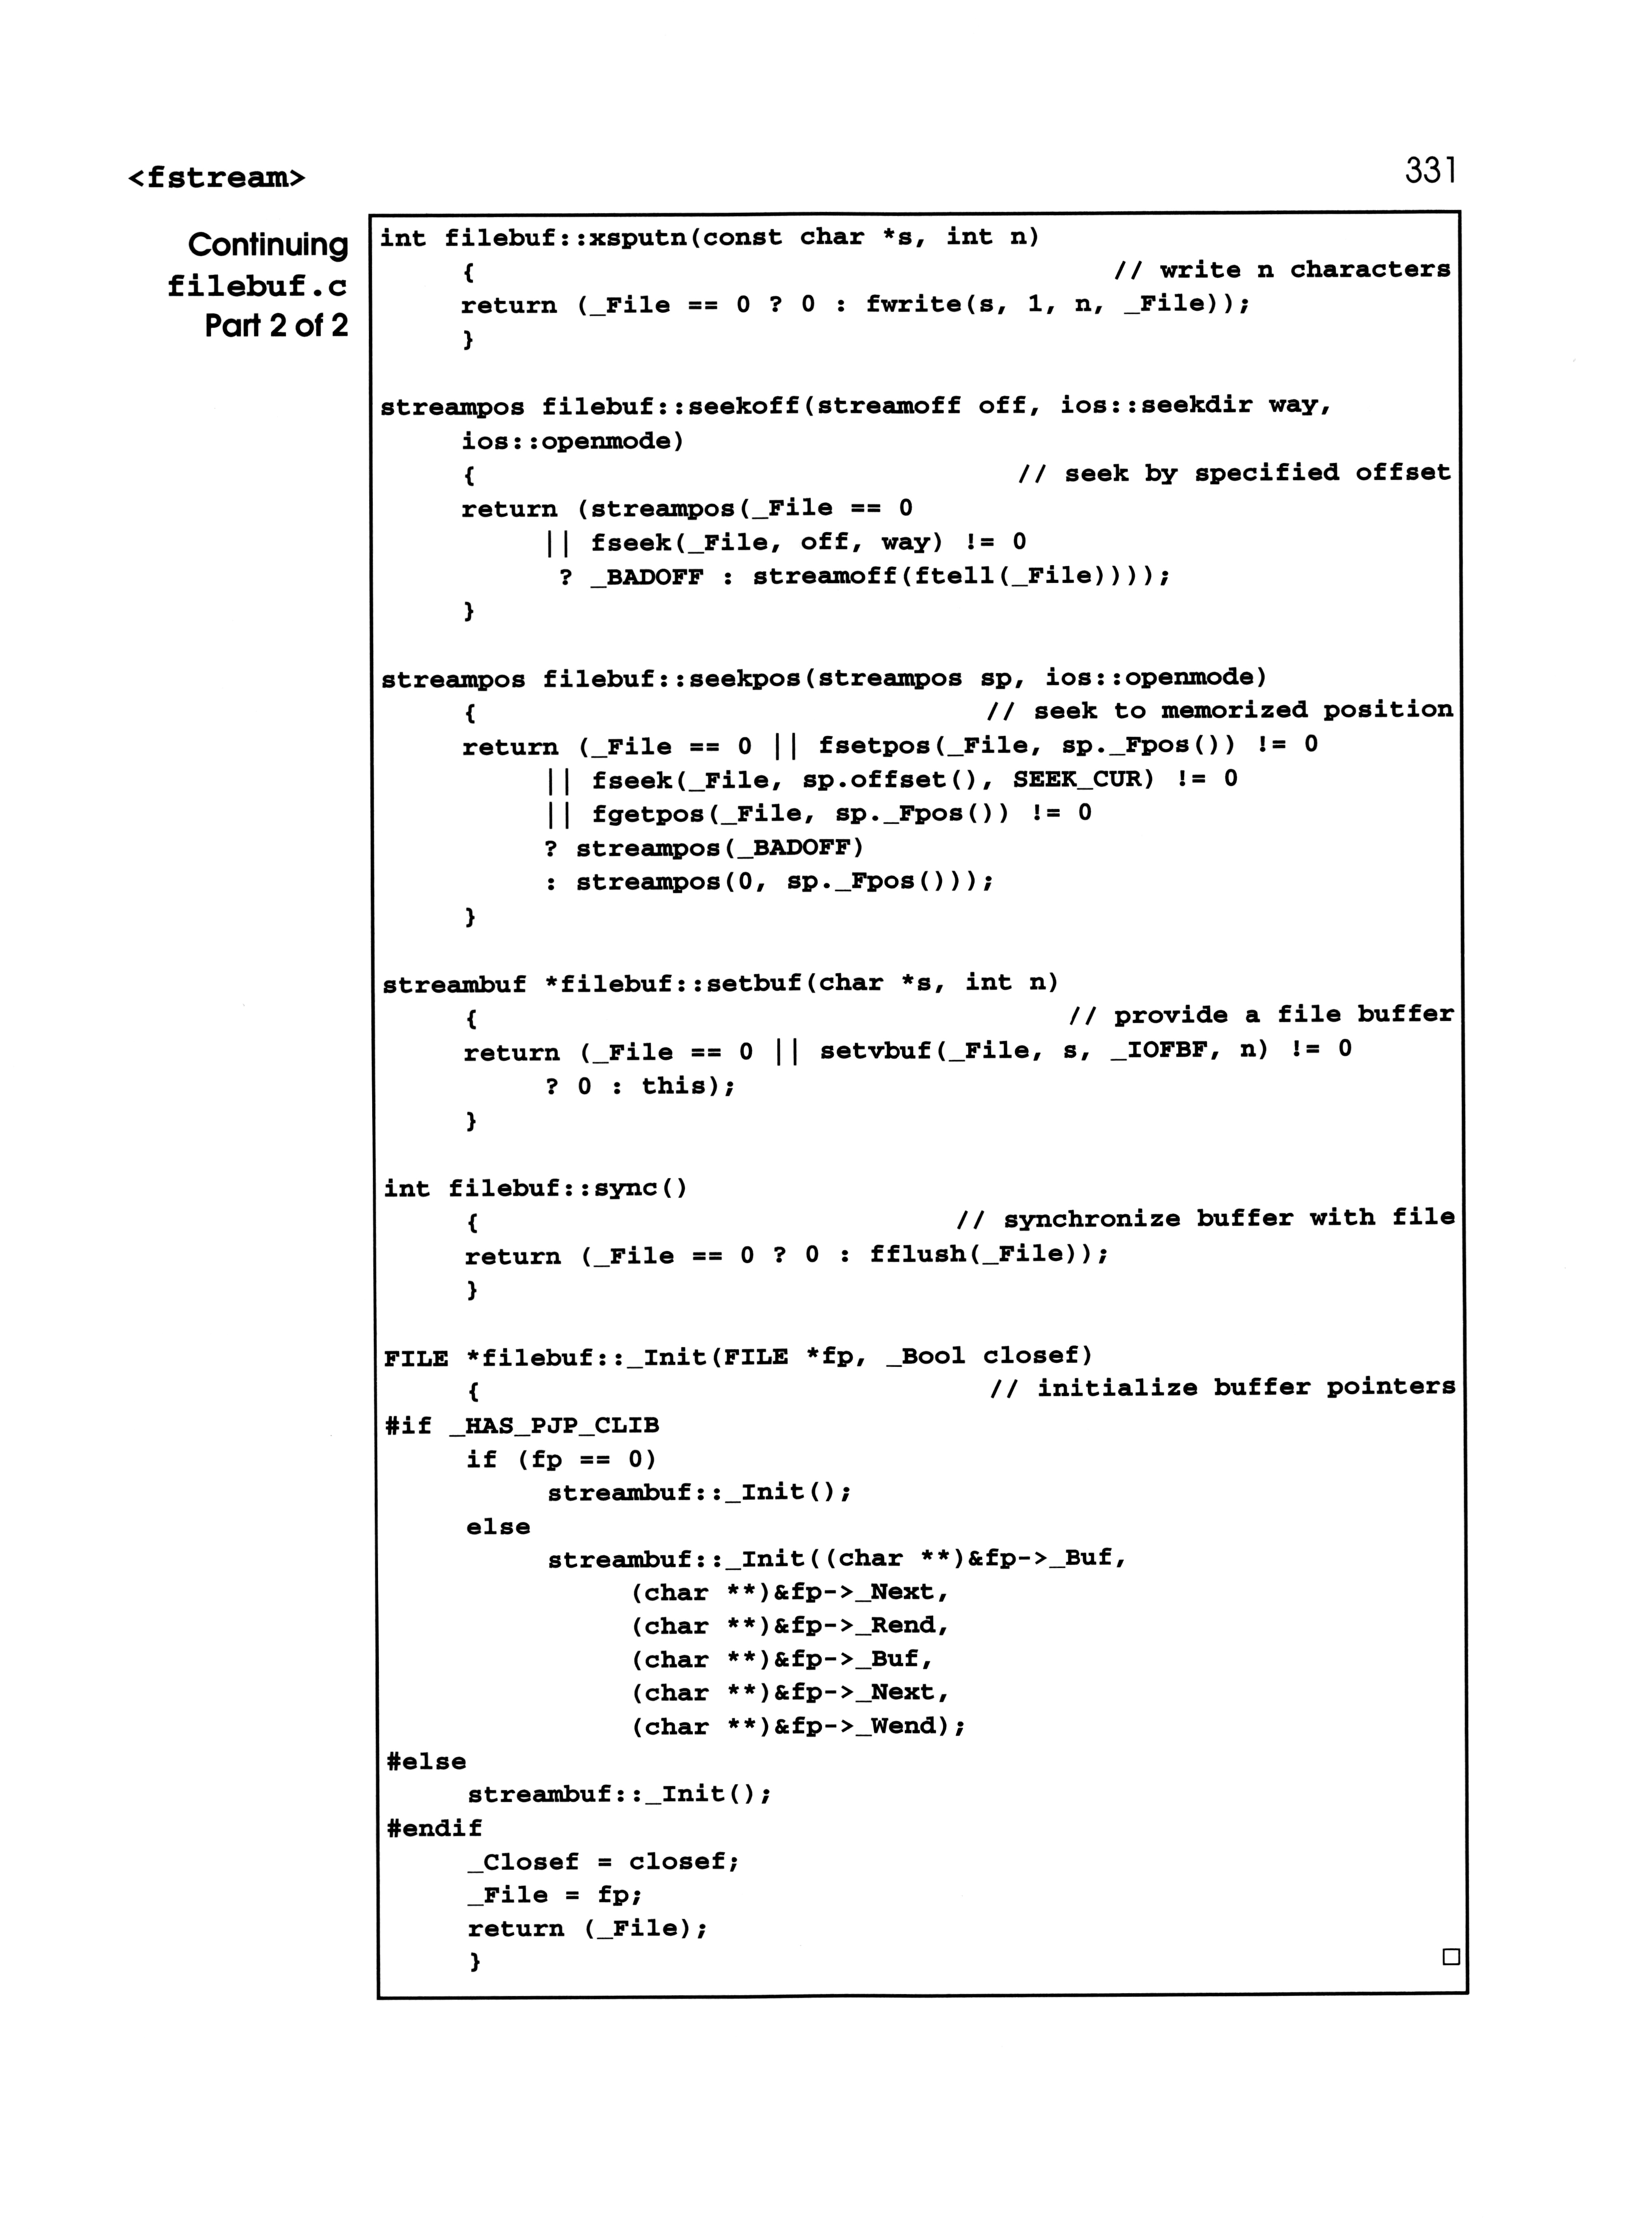 <fstream>
331
Continuing
filebuf.c
Part 2 of 2
int filebuf::xsputn(const char *s, int n)
{ // write n characters
return (_File == 0 ? 0 : fwrite(s, 1, n, _File));
}
streampos filebuf::seekoff(streamoff off, ios::seekdir way,
ios::openmode)
{ // seek by specified offset
return (streampos(_File == 0
|| fseek(_File, off, way) != 0
? _BADOFF : streamoff(ftell(_File))));
}
streampos filebuf::seekpos(streampos sp, ios::openmode)
{ // seek to memorized position
return (_File == 0 || fsetpos(_File, sp._Fpos()) != 0
|| fseek(_File, sp.offset(), SEEK_CUR) != 0
|| fgetpos(_File, sp._Fpos()) != 0
? streampos(_BADOFF)
: streampos(0, sp._Fpos()));
}
streambuf *filebuf::setbuf(char *s, int n)
{ // provide a file buffer
return (_File == 0 || setvbuf(_File, s, _IOFBF, n) != 0
? 0 : this);
}
int filebuf::sync()
{ // synchronize buffer with file
return (_File == 0 ? 0 : fflush(_File));
}
FILE *filebuf::_Init(FILE *fp, _Bool closef)
{ // initialize buffer pointers
#if _HAS_PJP_CLIB
if (fp == 0)
streambuf::_Init();
else
streambuf::_Init((char **)&fp->_Buf,
(char **)&fp->_Next,
(char **)&fp->_Rend,
(char **)&fp->_Buf,
(char **)&fp->_Next,
(char **)&fp->_Wend);
#else
streambuf::_Init();
#endif
_Closef = closef;
_File = fp;
return (_File);
} □